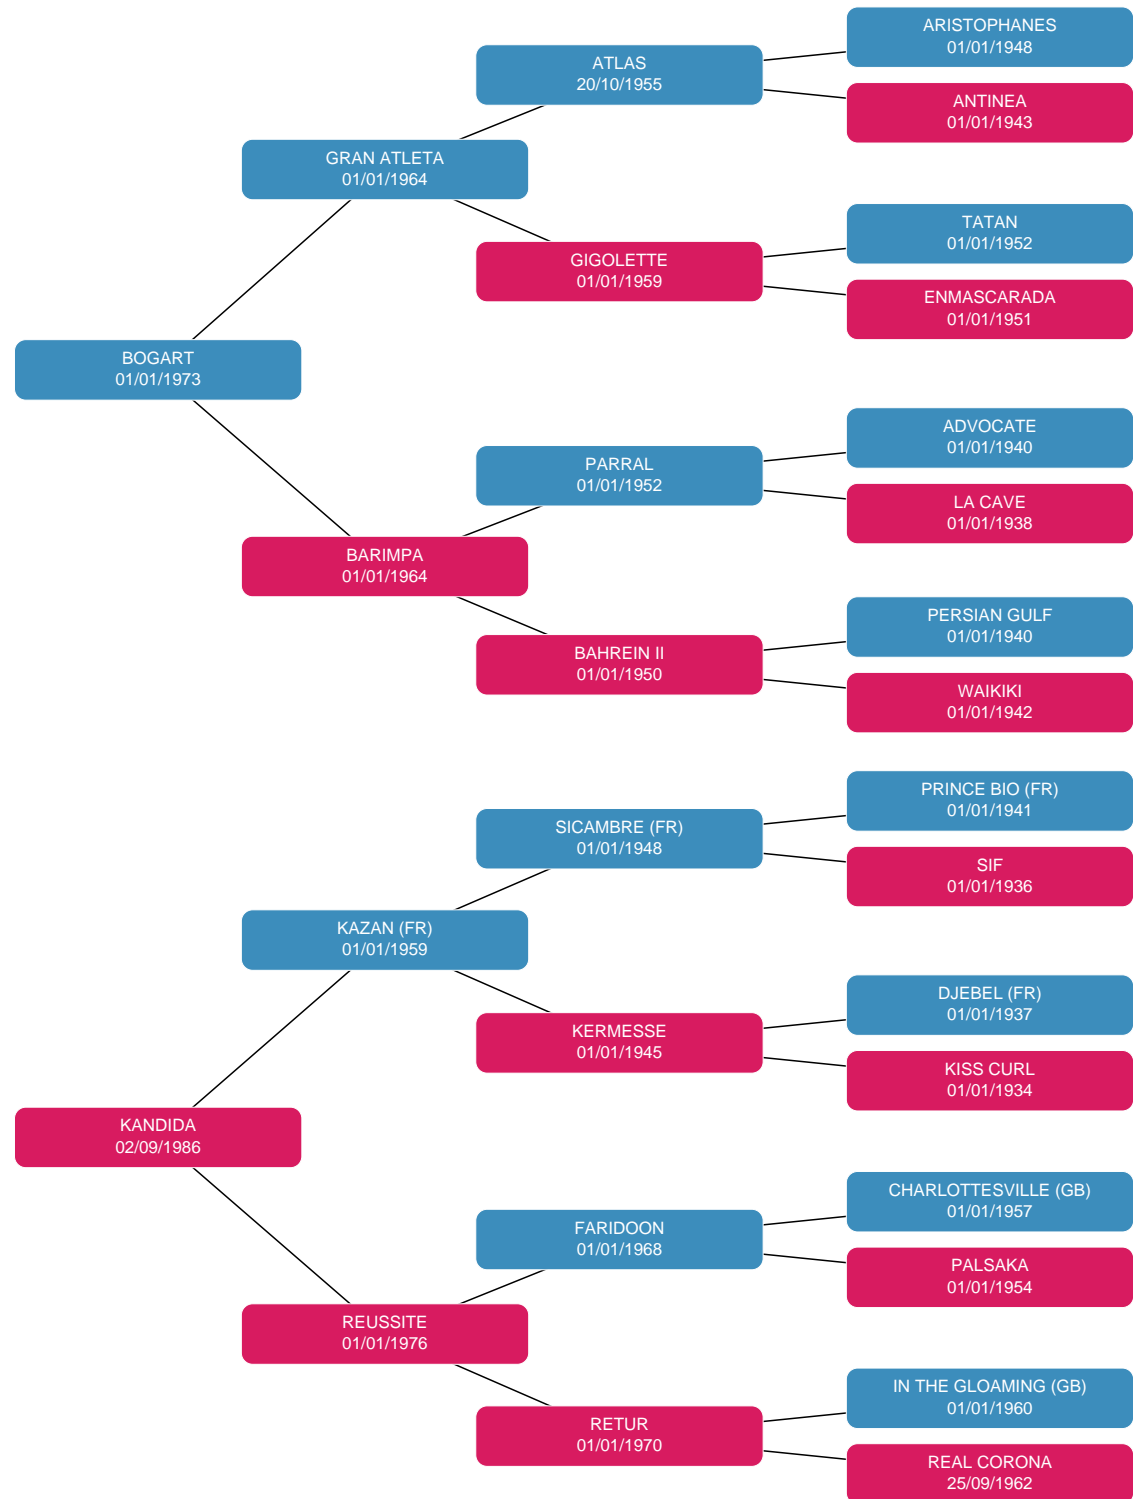 ARISTOPHANES
01/01/1948
ATLAS
20/10/1955
ANTINEA
01/01/1943
GRAN ATLETA
01/01/1964
TATAN
01/01/1952
GIGOLETTE
01/01/1959
ENMASCARADA
01/01/1951
BOGART
01/01/1973
ADVOCATE
01/01/1940
PARRAL
01/01/1952
LA CAVE
01/01/1938
BARIMPA
01/01/1964
PERSIAN GULF
01/01/1940
BAHREIN II
01/01/1950
WAIKIKI
01/01/1942
PRINCE BIO (FR)
01/01/1941
SICAMBRE (FR)
01/01/1948
SIF
01/01/1936
KAZAN (FR)
01/01/1959
DJEBEL (FR)
01/01/1937
KERMESSE
01/01/1945
KISS CURL
01/01/1934
KANDIDA
02/09/1986
CHARLOTTESVILLE (GB)
01/01/1957
FARIDOON
01/01/1968
PALSAKA
01/01/1954
REUSSITE
01/01/1976
IN THE GLOAMING (GB)
01/01/1960
RETUR
01/01/1970
REAL CORONA
25/09/1962